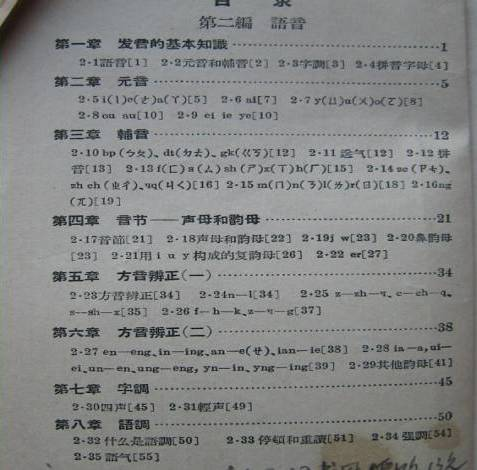 目 录
第二編 語音
第一章 发音的基本知識 1
2·1語音[1] 2·2元音和輔音[2] 2·3字調[3] 2·4拼音字母[4]
第二章 元音 5
2·5i(ㄧ)e(ㄜ)a(ㄚ)[5] 2·6 ai[7] 2·7y(ㄩ)u(ㄨ)o(ㄛ)[8]
2·8ou au[10] 2·9 ei ie ye[10]
第三章 輔音 12
2·10 bp(ㄅㄆ)、dt(ㄉㄊ)、gk(ㄍㄎ)[12] 2·11 送气[12] 2·12 拼
音[13] 2·13f(ㄈ)s(ㄙ)sh(ㄕ)x(ㄒ)h(ㄏ)[15] 2·14 zc(ㄗㄘ)、
zh ch(ㄓㄔ)、ɥq(ㄐㄑ)[16] 2·15 m(ㄇ)n(ㄋ)l(ㄌ)r(ㄖ)[18] 2·16ng
(ㄫ)[19]
第四章 音节——声母和韵母 21
2·17音節[21] 2·18声母和韵母[22] 2·19j w[23] 2·20鼻韵母
[23] 2·21用 i u y 构成的复韵母[26] 2·22 er[27]
第五章 方音辨正(一) 34
2·23方音辨正[34] 2·24n—l[34] 2·25 z—zh—ч、c—ch—q、
s—sh—x[35] 2·26 f—h—k、z—ч—g[37]
第六章 方音辨正(二) 38
2·27 en—eng、in—ing、an—e(ㄝ)、ian—ie[38] 2·28 ia—a,ui—
ei、un—en、ung—eng, yn—in、yng—ing[39] 2·29其他韵母[41]
第七章 字調 45
2·30四声[45] 2·31輕声[49]
第八章 語調 50
2·32 什么是語調[50] 2·33 停頓和重讀[51] 2·34 强調[54]
2·35 語气[55]